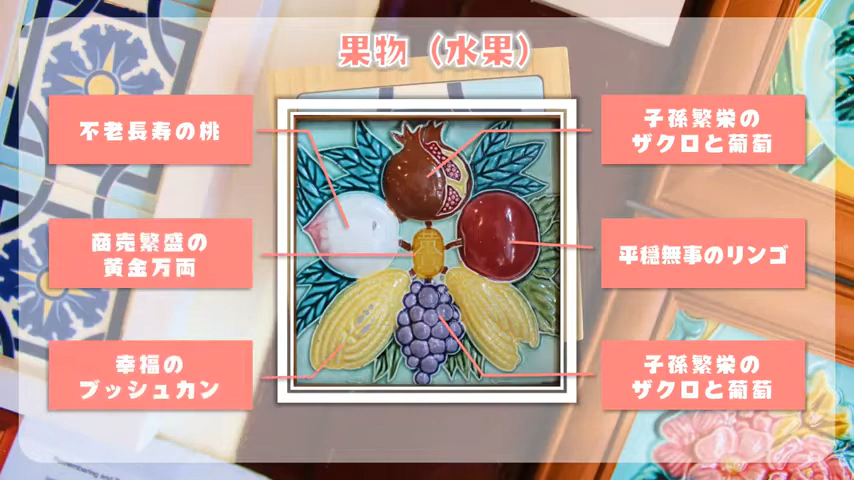 果物（水果）
不老長寿の桃
子孫繁栄の
ザクロと葡萄
商売繁盛の
黄金万両
平穏無事のリンゴ
幸福の
ブッシュカン
子孫繁栄の
ザクロと葡萄